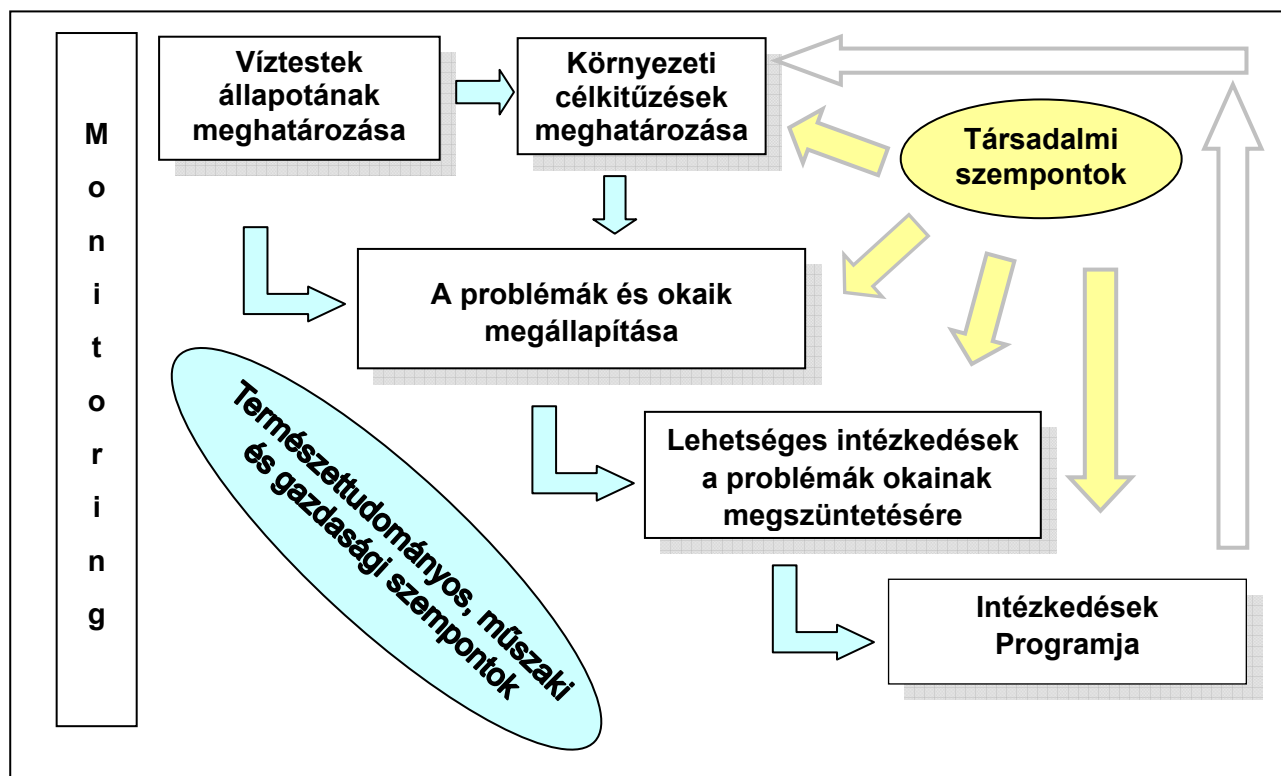 Monitoring
Víztestek
állapotának
meghatározása
Környezeti
célkitűzések
meghatározása
Társadalmi
szempontok
A problémák és okaik
megállapítása
Természettudományos, műszaki
és gazdasági szempontok
Lehetséges intézkedések
a problémák okainak
megszüntetésére
Intézkedések
Programja